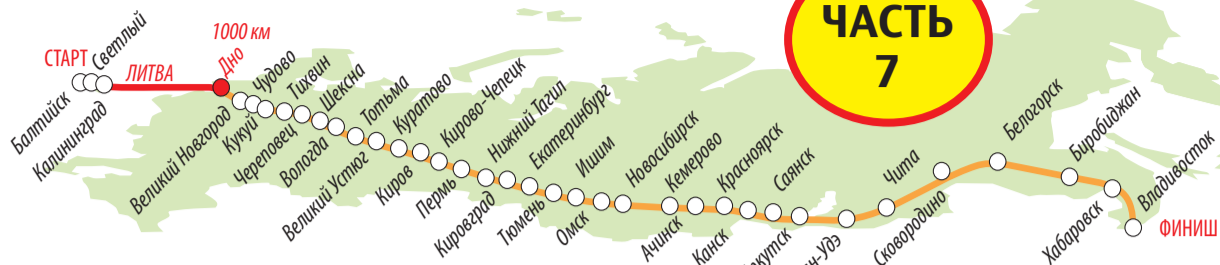 ЧАСТЬ
7
1000 км
СТАРТ
Светлый
ЛИТВА
Дно
Чудово
Тихвин
Шексна
Тотьма
Куратово
Кирово-Чепецк
Нижний Тагил
Екатеринбург
Ишим
Новосибирск
Кемерово
Красноярск
Саянск
Чита
Белогорск
Биробиджан
Владивосток
Балтийск
Калининград
Великий Новгород
Кукуй
Череповец
Вологда
Великий Устюг
Киров
Пермь
Кировград
Тюмень
Омск
Ачинск
Канск
Сковородино
Хабаровск
ФИНИШ